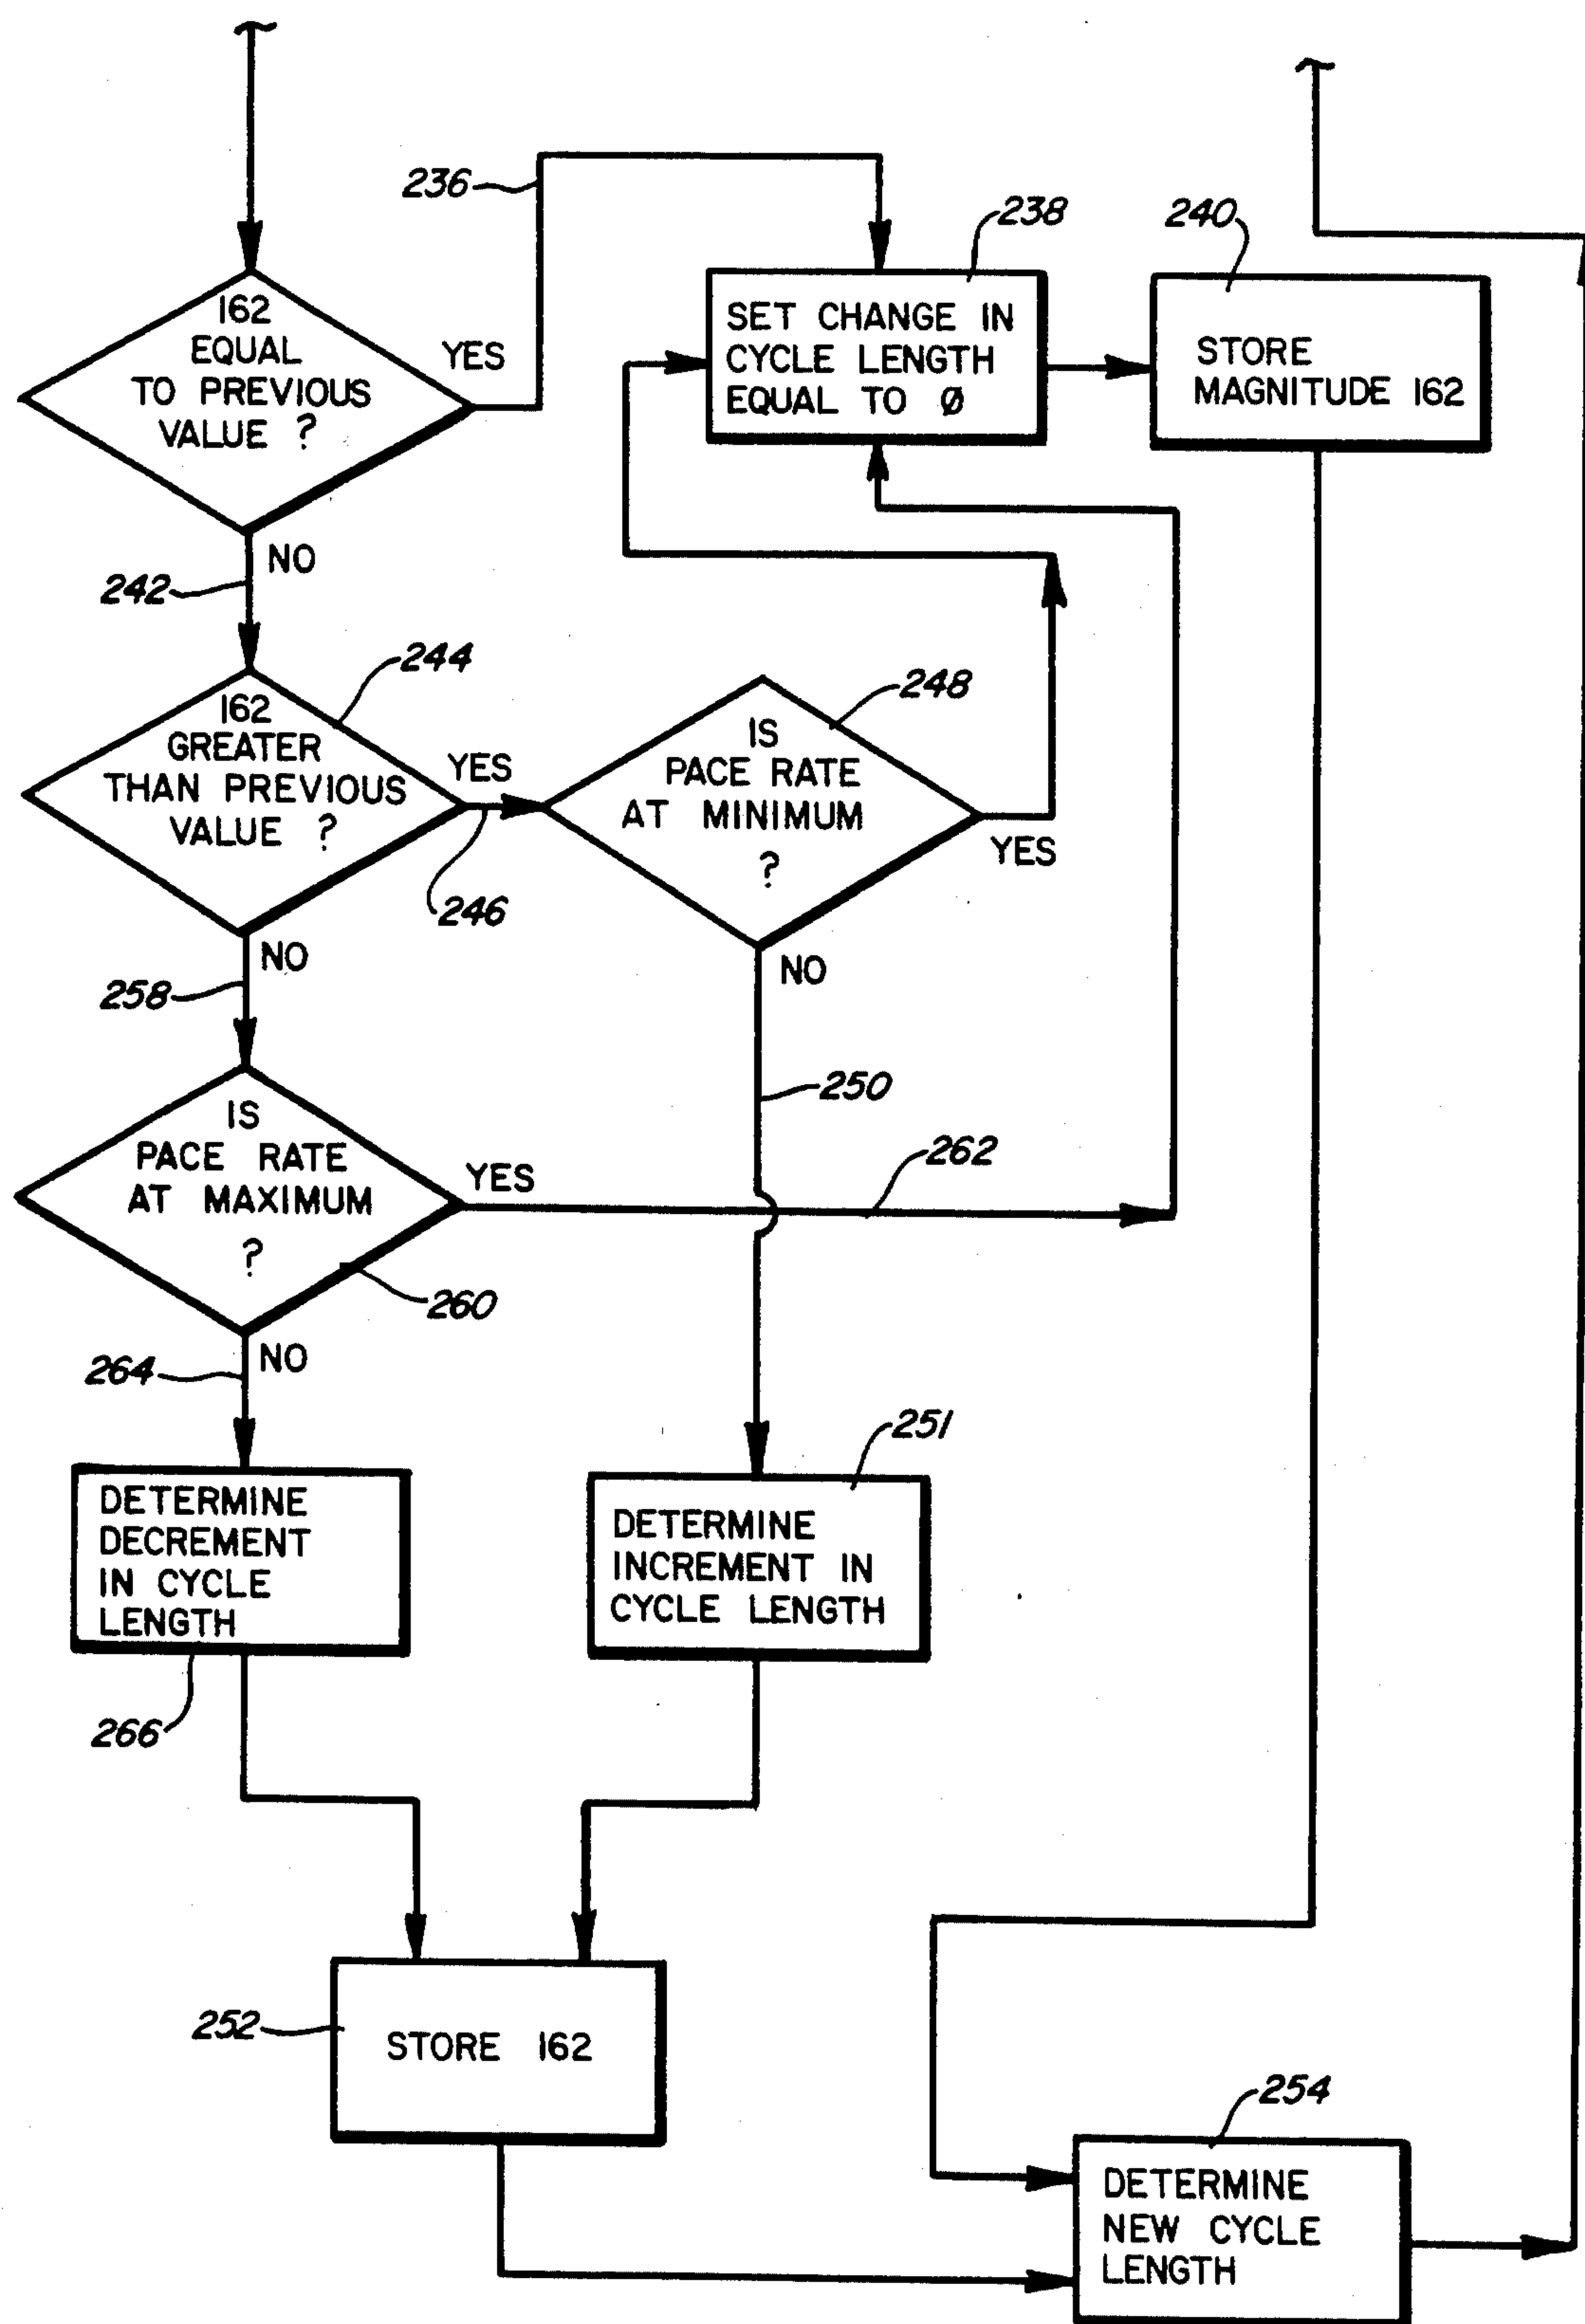 236
238
240
162
EQUAL
TO PREVIOUS
VALUE ?
YES
SET CHANGE IN
CYCLE LENGTH
EQUAL TO Ø
STORE
MAGNITUDE 162
NO
242
244
162
GREATER
THAN PREVIOUS
VALUE ?
YES
246
248
IS
PACE RATE
AT MINIMUM
?
YES
NO
NO
258
250
262
IS
PACE RATE
AT MAXIMUM
?
YES
260
NO
264
251
DETERMINE
DECREMENT
IN CYCLE
LENGTH
DETERMINE
INCREMENT IN
CYCLE LENGTH
266
252
STORE 162
254
DETERMINE
NEW CYCLE
LENGTH